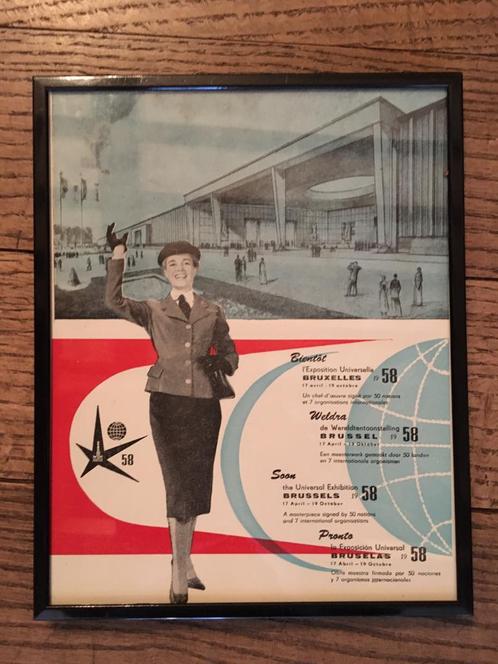 Bientôt
l'Exposition Universelle
BRUXELLES 19 58
17 avril - 19 octobre
Un chef-d'œuvre signé par 50 nations
et 7 organisations internationales
Weldra
de Wereldtentoonstelling
BRUSSEL 19 58
17 April - 19 Oktober
Een meesterwerk gemaakt door 50 landen
en 7 internationale organismen
58
Soon
the Universal Exhibition
BRUSSELS 19 58
17 April - 19 October
A masterpiece signed by 50 nations
and 7 international organisations
Pronto
la Exposición Universal
BRUSELAS 19 58
17 Abril - 19 Octobre
Obra maestra firmada por 50 naciones
y 7 organismos internacionales